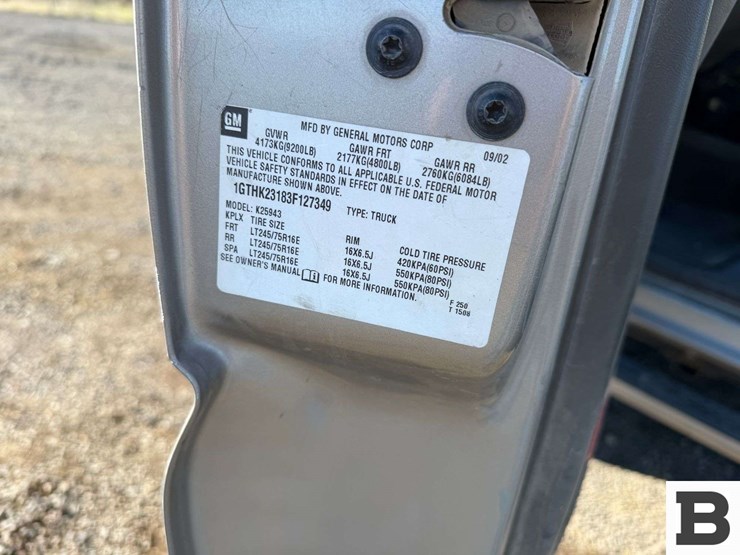 GM
MFD BY GENERAL MOTORS CORP 09/02
GVWR GAWR FRT GAWR RR
4173KG(9200LB) 2177KG(4800LB) 2760KG(6084LB)
THIS VEHICLE CONFORMS TO ALL APPLICABLE U.S. FEDERAL MOTOR
VEHICLE SAFETY STANDARDS IN EFFECT ON THE DATE OF
MANUFACTURE SHOWN ABOVE.
1GTHK23183F127349 TYPE: TRUCK
MODEL: K25943
KPLX TIRE SIZE RIM COLD TIRE PRESSURE
FRT LT245/75R16E 16X6.5J 420KPA(60PSI)
RR LT245/75R16E 16X6.5J 550KPA(80PSI)
SPA LT245/75R16E 16X6.5J 550KPA(80PSI)
SEE OWNER'S MANUAL FOR MORE INFORMATION.
F 250
T 1508
B